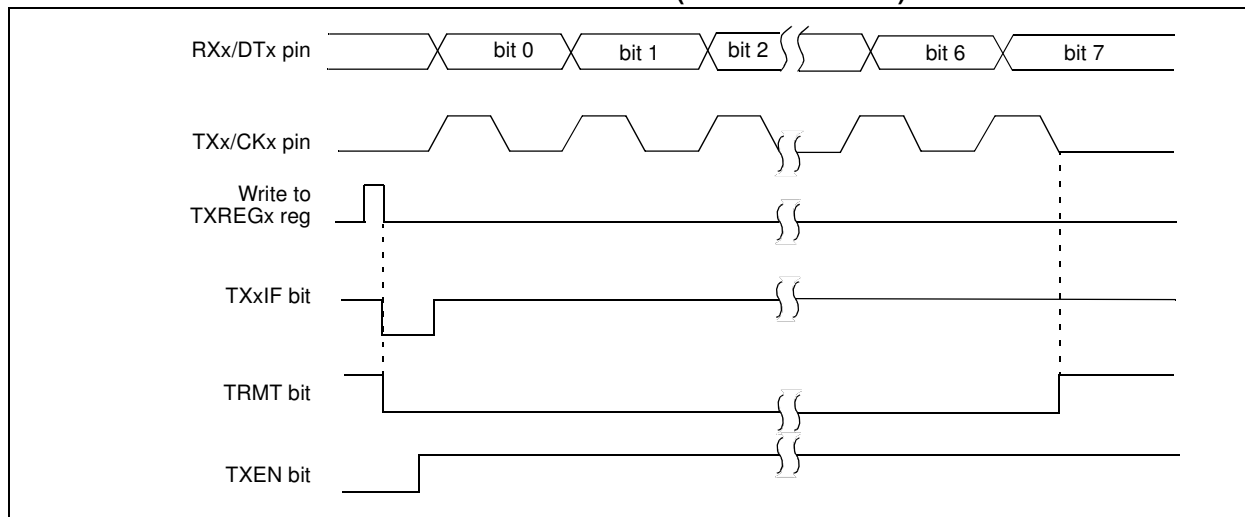 RXx/DTx pin
bit 0
bit 1
bit 2
bit 6
bit 7
TXx/CKx pin
Write to
TXREGx reg
TXxIF bit
TRMT bit
TXEN bit